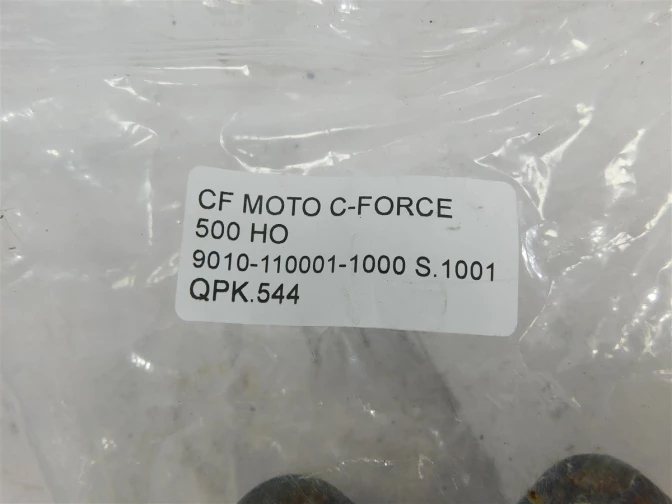 CF MOTO C-FORCE
500 HO
9010-110001-1000 S.1001
QPK.544